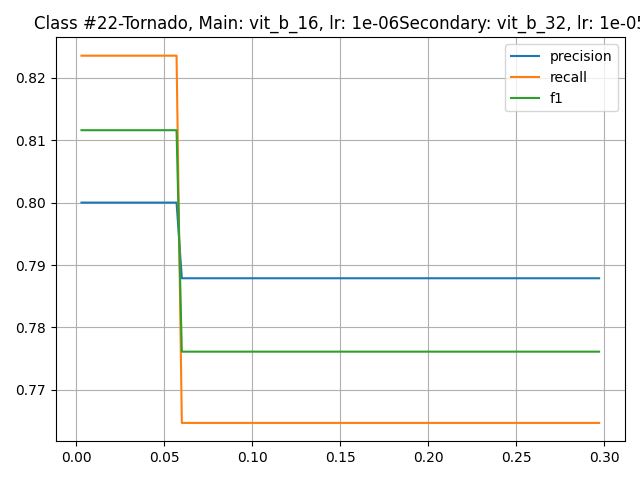 Class #22-Tornado, Main: vit_b_16, lr: 1e-06Secondary: vit_b_32, lr: 1e-05
precision
recall
f1
0.82
0.81
0.80
0.79
0.78
0.77
0.00 0.05 0.10 0.15 0.20 0.25 0.30